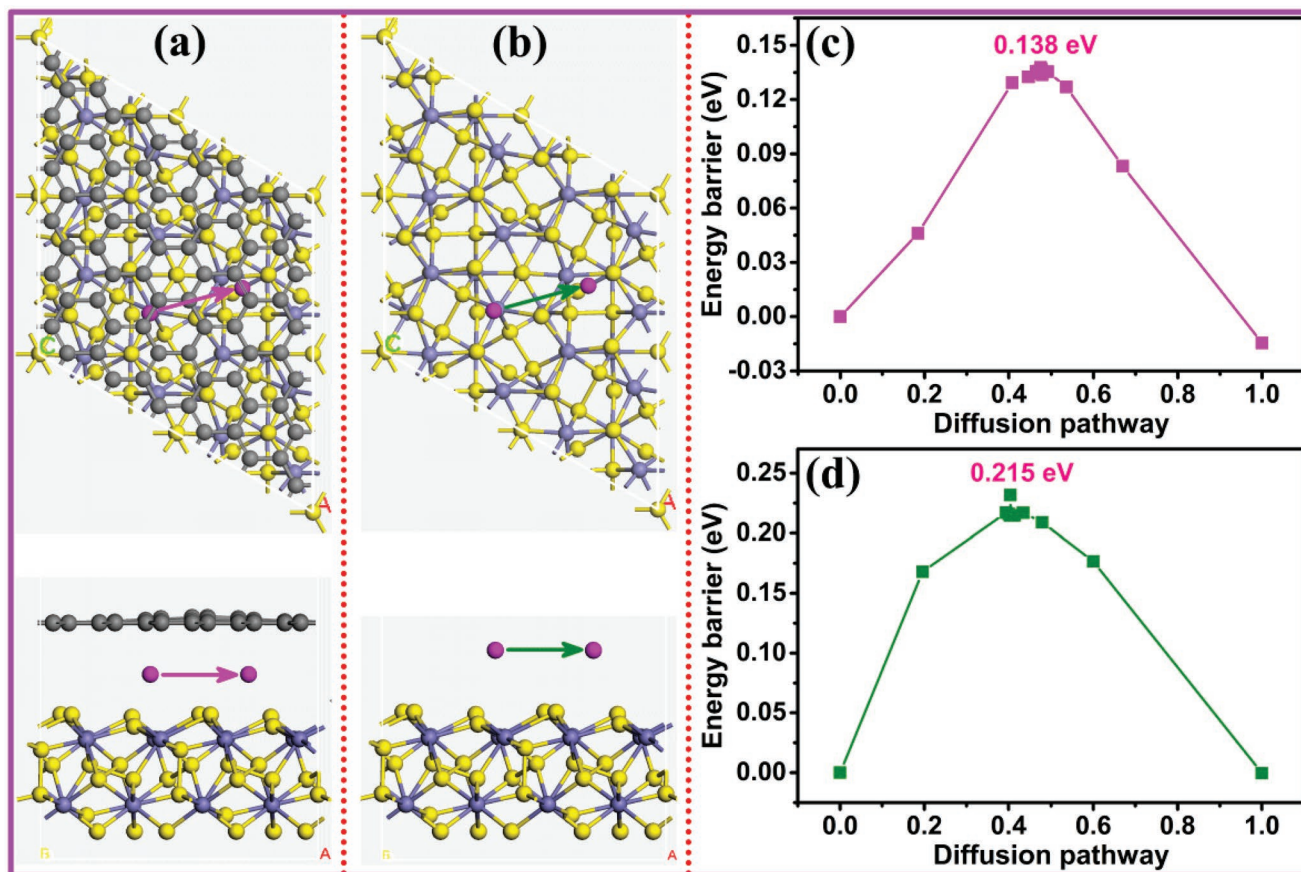 (a)
C
A
B
A
(b)
C
A
B
A
(c)
0.138 eV
0.15
0.12
0.09
0.06
0.03
0.00
-0.03
Energy barrier (eV)
0.0 0.2 0.4 0.6 0.8 1.0
Diffusion pathway
(d)
0.215 eV
0.25
0.20
0.15
0.10
0.05
0.00
Energy barrier (eV)
0.0 0.2 0.4 0.6 0.8 1.0
Diffusion pathway